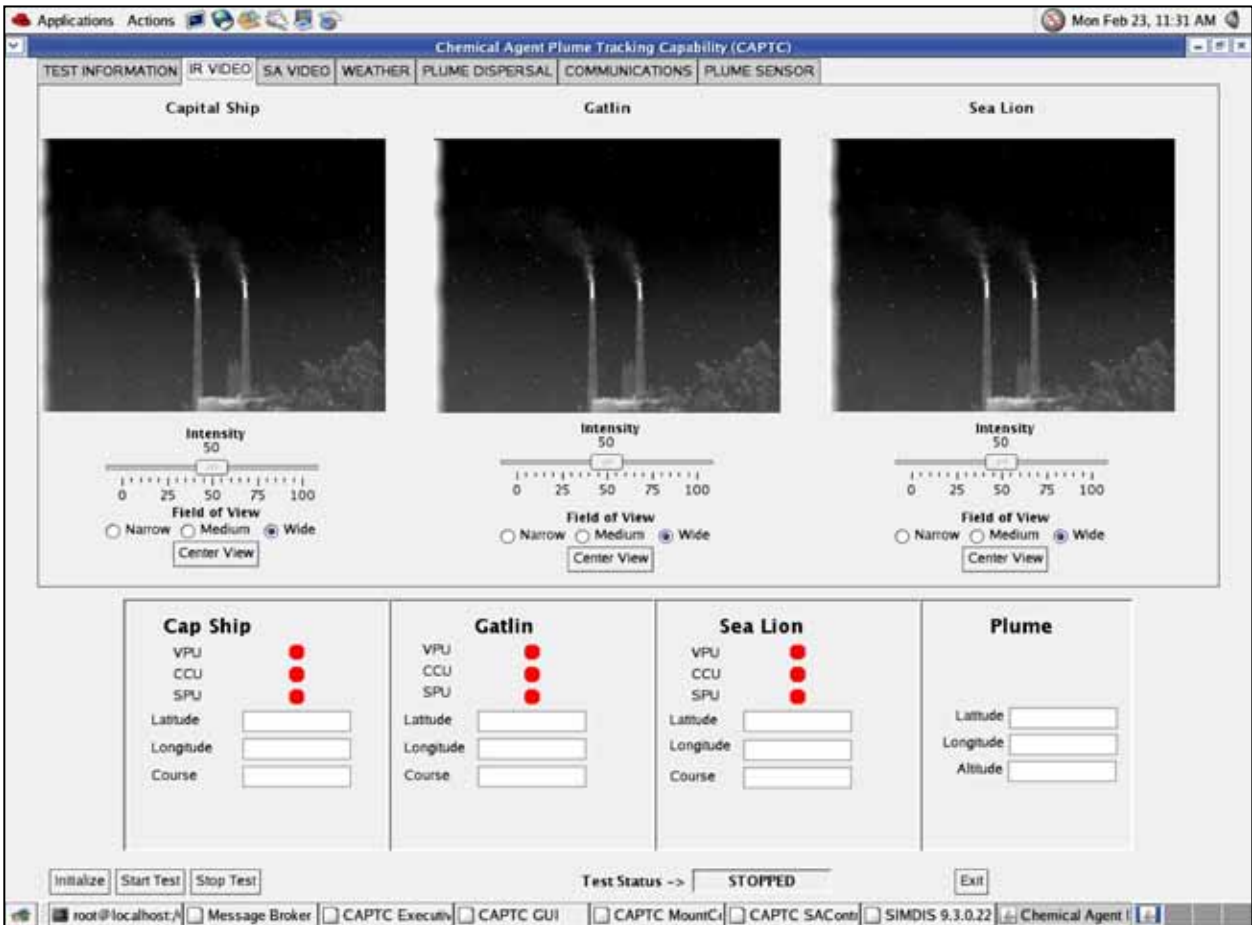 Applications Actions Mon Feb 23, 11:31 AM
Chemical Agent Plume Tracking Capability (CAPTC)
TEST INFORMATION IR VIDEO SA VIDEO WEATHER PLUME DISPERSAL COMMUNICATIONS PLUME SENSOR
Capital Ship Gatlin Sea Lion
Intensity Intensity Intensity
50 50 50
0 25 50 75 100 0 25 50 75 100 0 25 50 75 100
Field of View Field of View Field of View
Narrow Medium Wide Narrow Medium Wide Narrow Medium Wide
Center View Center View Center View
Cap Ship Gatlin Sea Lion Plume
VPU VPU VPU
CCU CCU CCU
SPU SPU SPU
Latitude Latitude Latitude Latitude
Longitude Longitude Longitude Longitude
Course Course Course Altitude
Initialize Start Test Stop Test Test Status -> STOPPED Exit
root@localhost:/ Message Broker CAPTC Executiv CAPTC GUI CAPTC MountC CAPTC SAContr SIMDIS 9.3.0.22 Chemical Agent